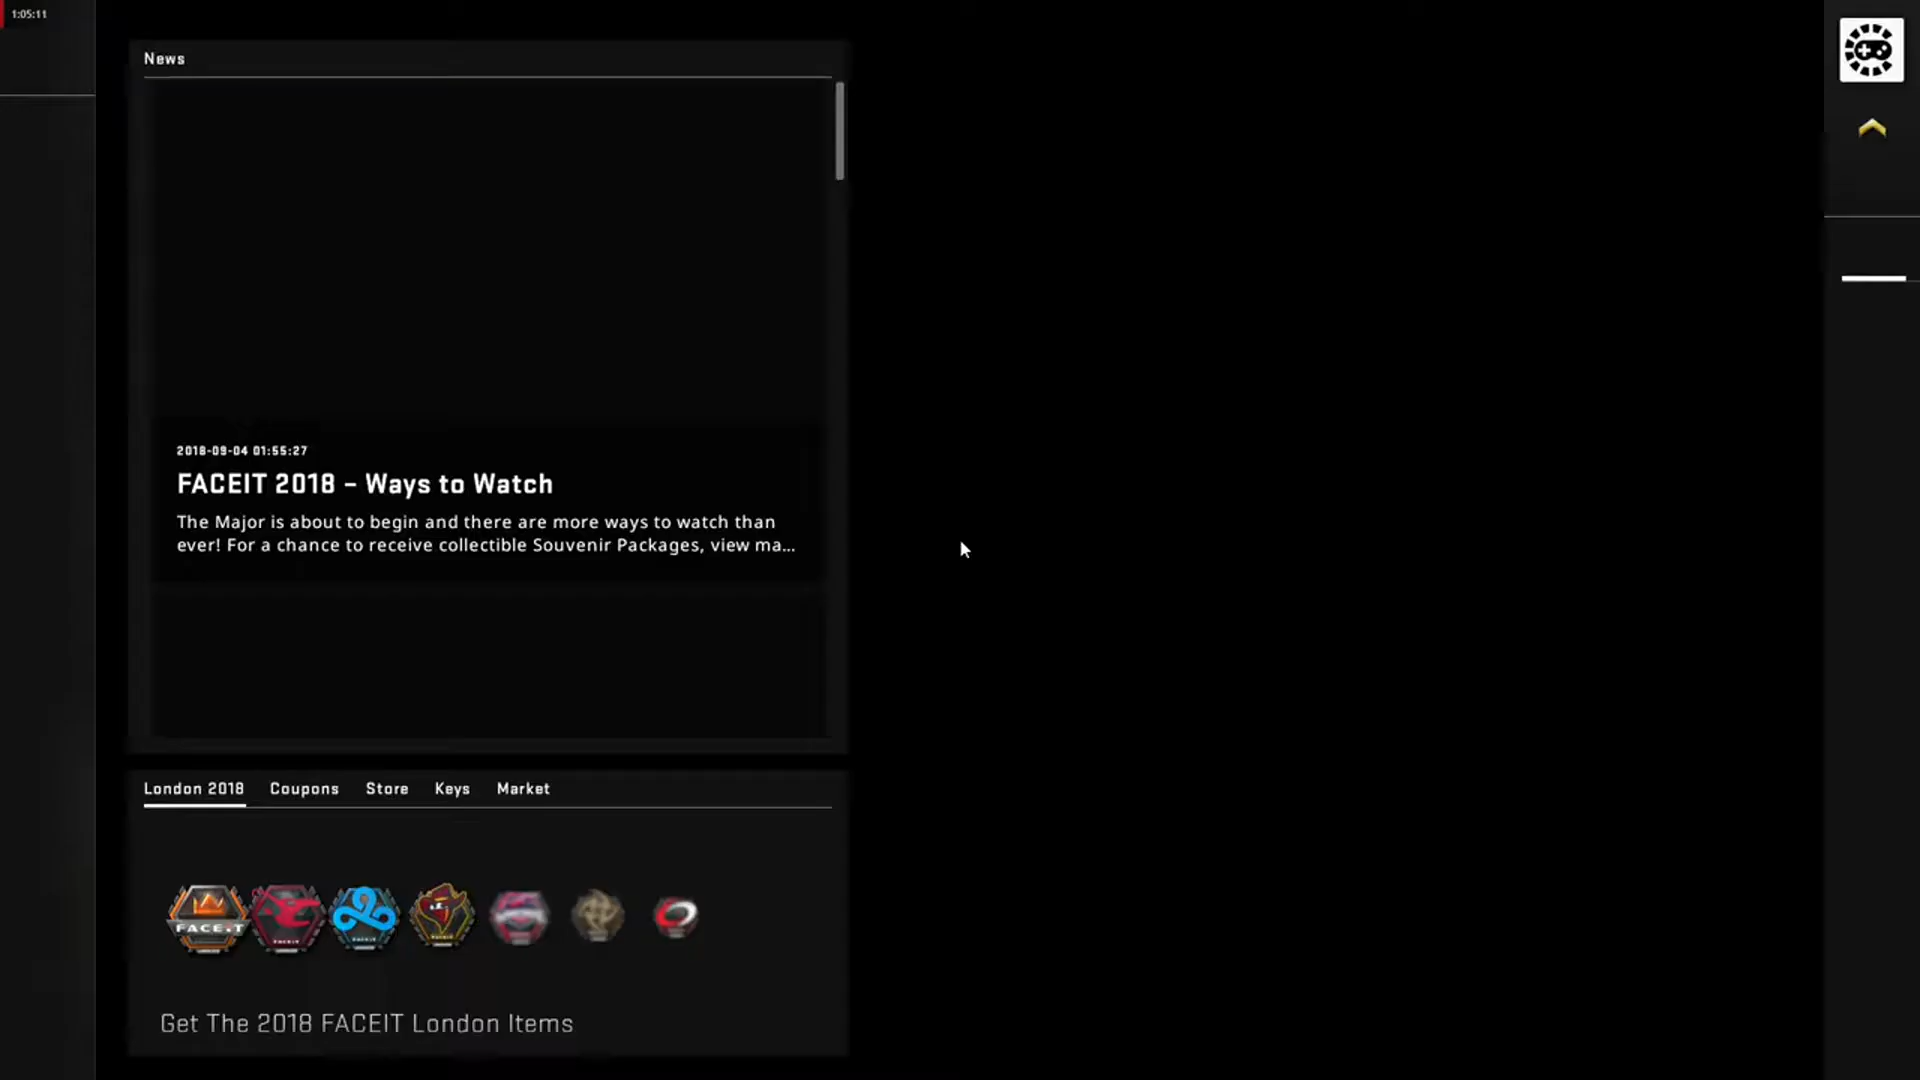 1:05:11
News
2018-09-04 01:55:27
FACEIT 2018 – Ways to Watch
The Major is about to begin and there are more ways to watch than
ever! For a chance to receive collectible Souvenir Packages, view ma...
London 2018 Coupons Store Keys Market
FACEIT
Get The 2018 FACEIT London Items